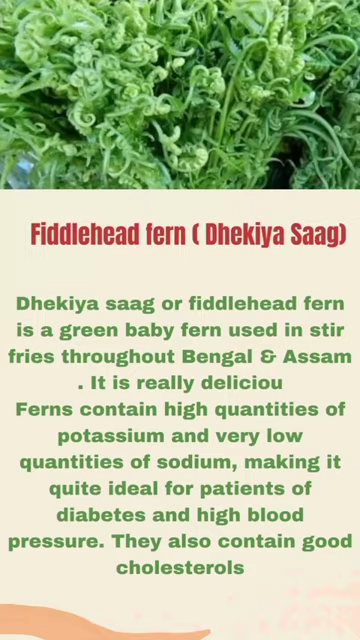 Fiddlehead fern ( Dhekiya Saag)
Dhekiya saag or fiddlehead fern
is a green baby fern used in stir
fries throughout Bengal & Assam
. It is really deliciou
Ferns contain high quantities of
potassium and very low
quantities of sodium, making it
quite ideal for patients of
diabetes and high blood
pressure. They also contain good
cholesterols